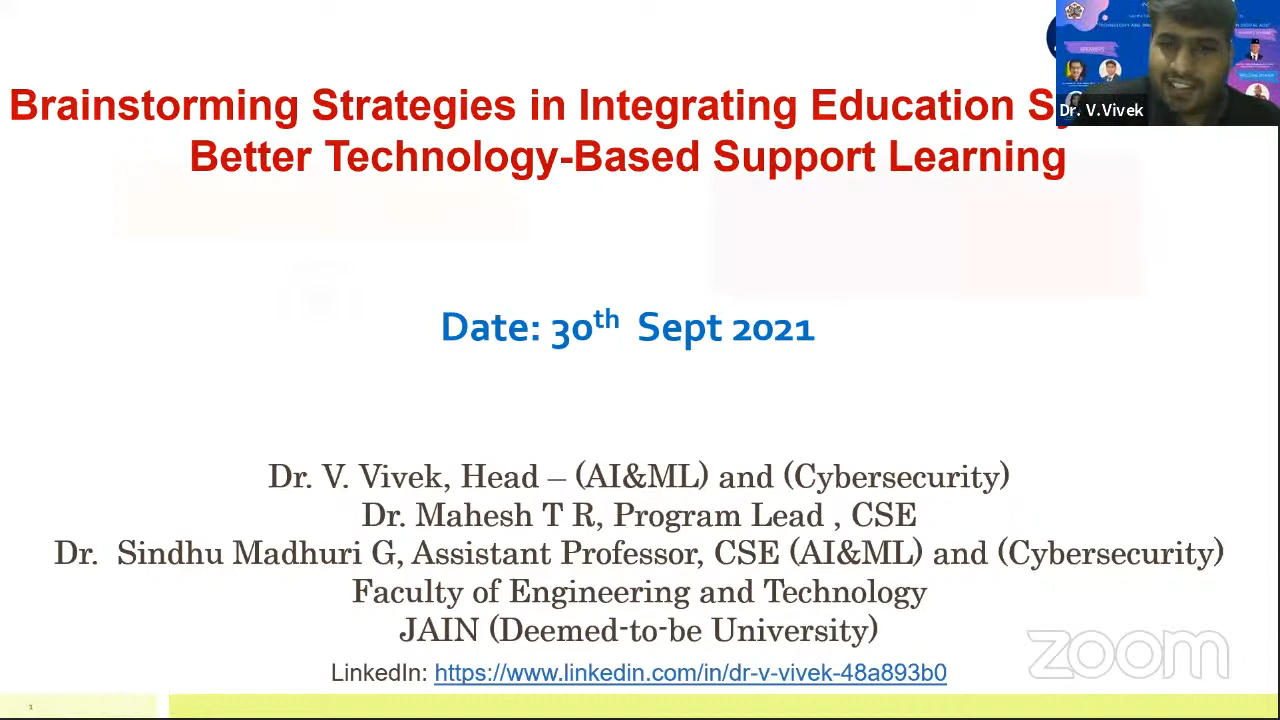 Brainstorming Strategies in Integrating Education
Better Technology-Based Support Learning
Dr. V.Vivek
SPEAKERS
Date: 30th Sept 2021
Dr. V. Vivek, Head – (AI&ML) and (Cybersecurity)
Dr. Mahesh T R, Program Lead , CSE
Dr. Sindhu Madhuri G, Assistant Professor, CSE (AI&ML) and (Cybersecurity)
Faculty of Engineering and Technology
JAIN (Deemed-to-be University)
LinkedIn: https://www.linkedin.com/in/dr-v-vivek-48a893b0
zoom
1